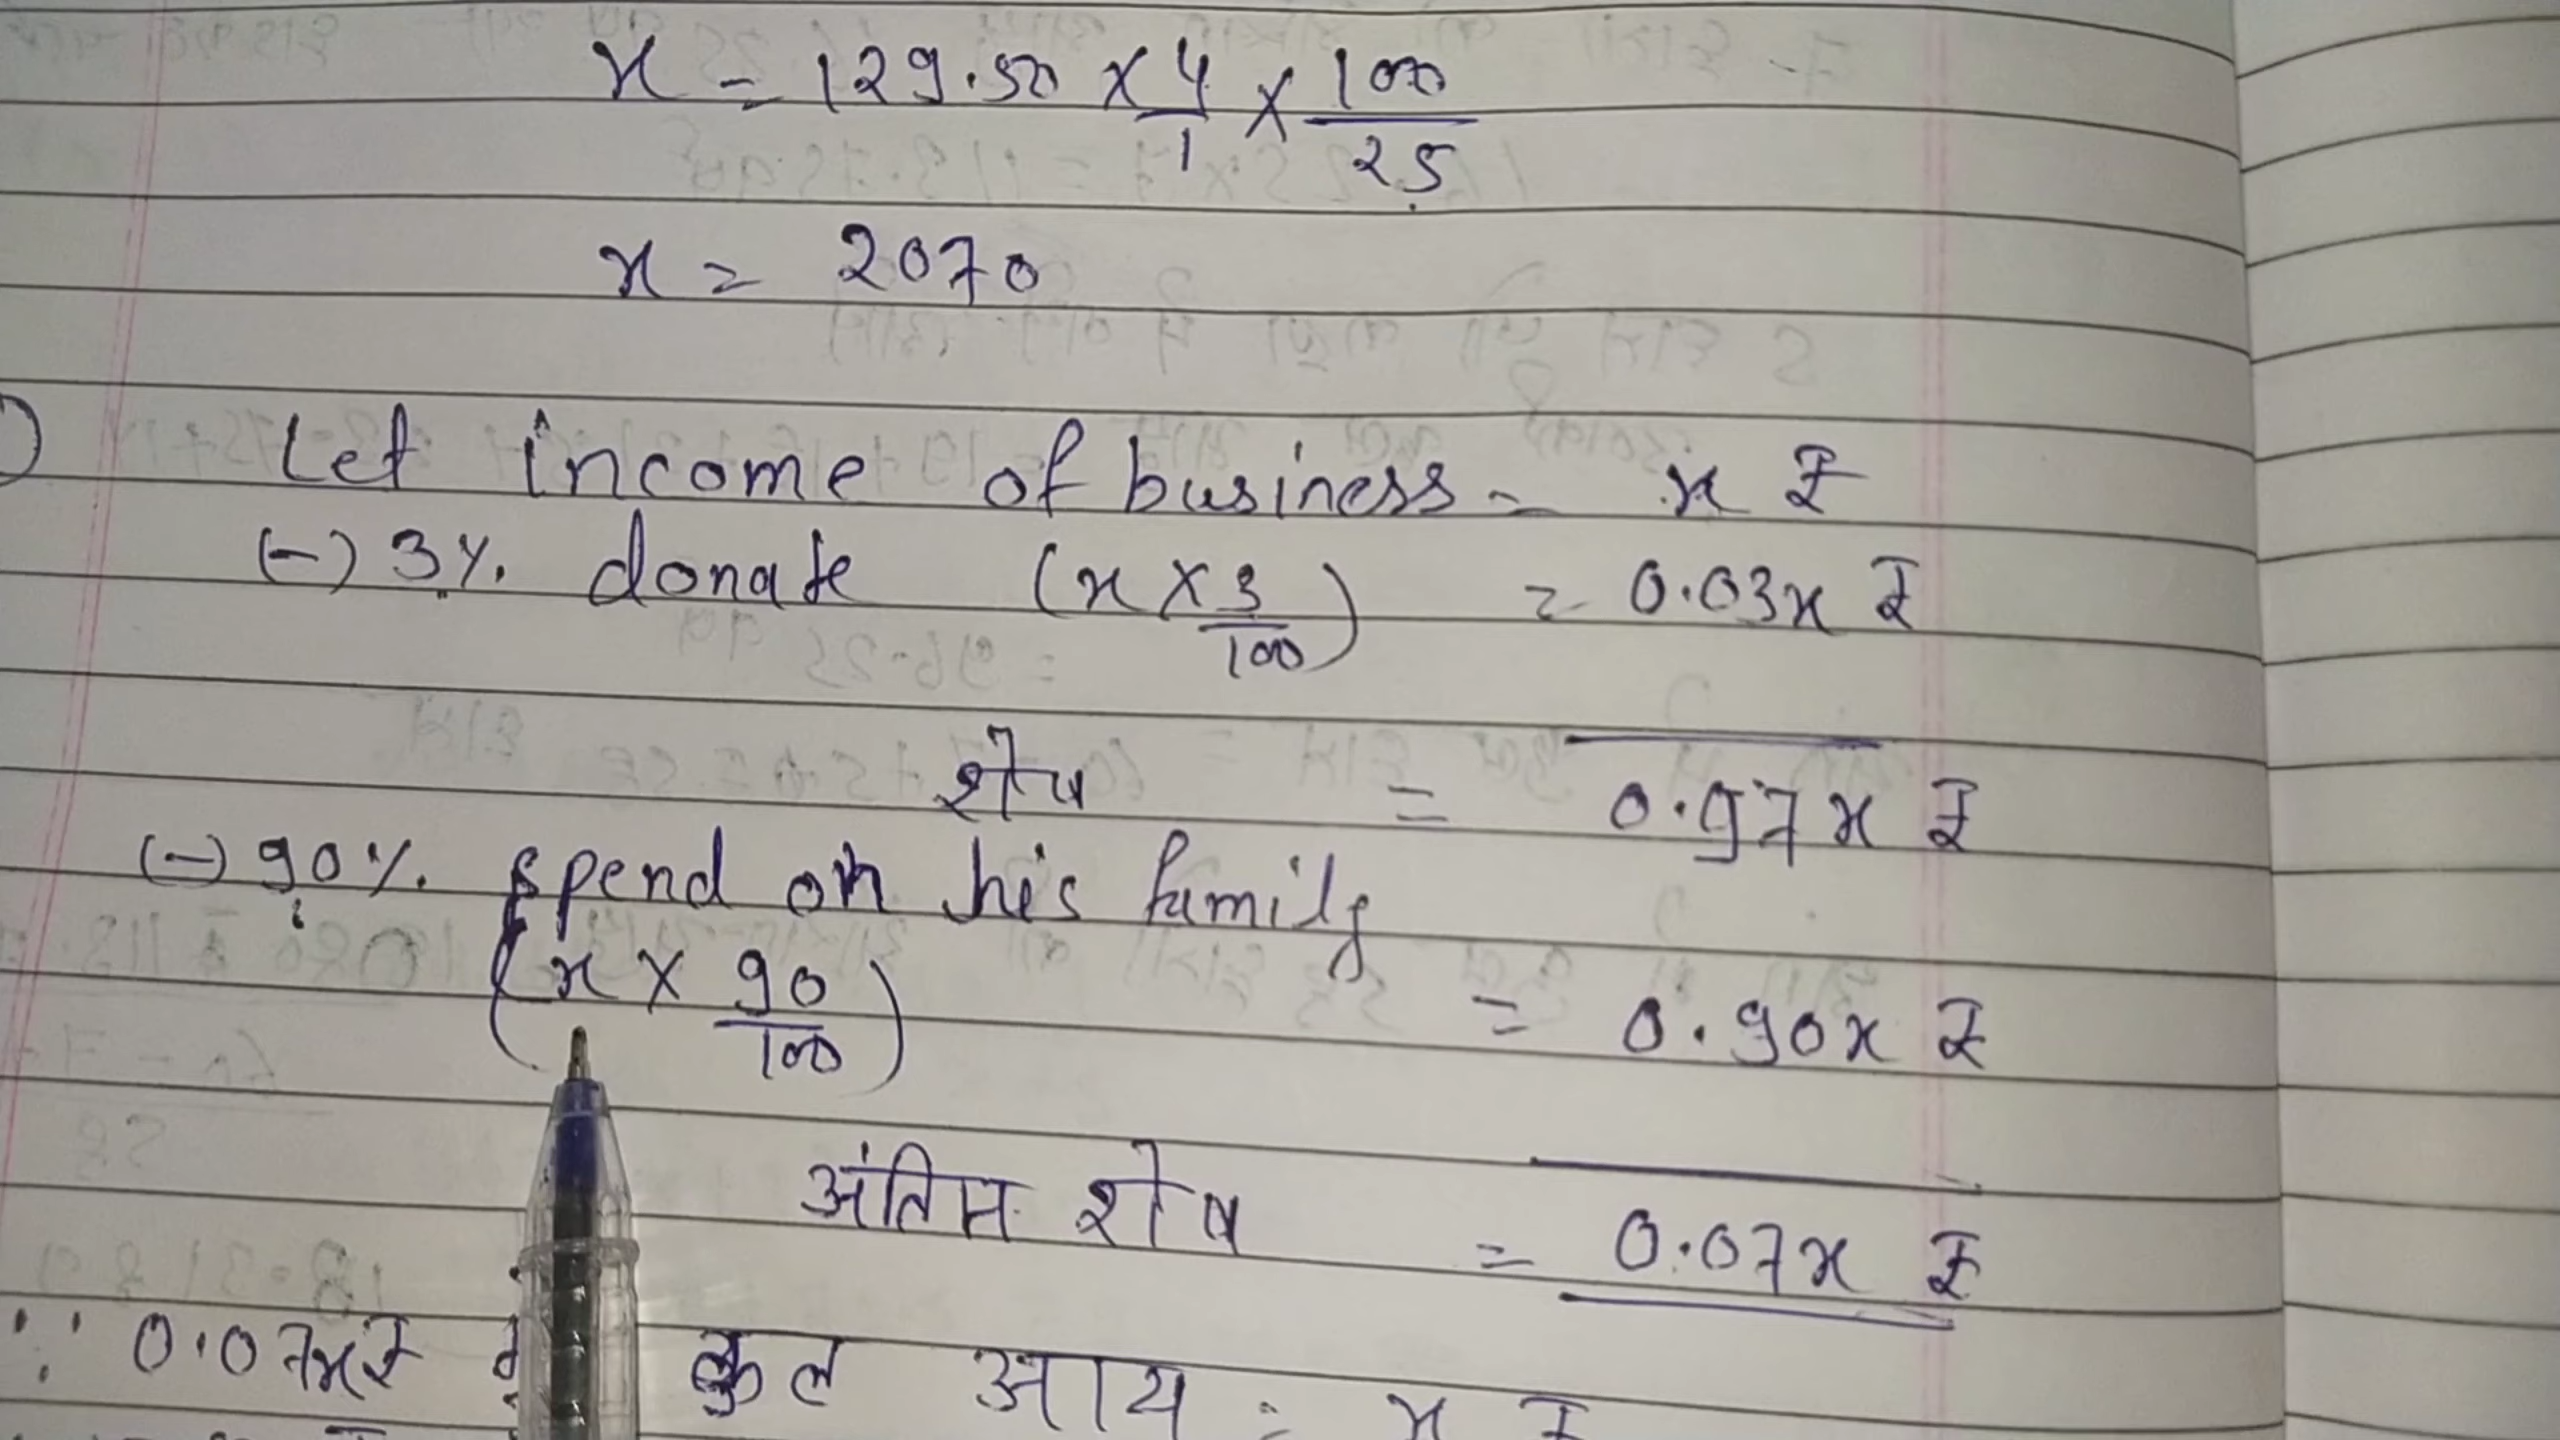 x = 129.50 × 4/1 × 100/25
x = 2070
Let income of business = x ₹
(-) 3% donate (x × 3/100) = 0.03x ₹
शेष = 0.97x ₹
(-) 90% spend on his family
(x × 90/100) = 0.90x ₹
अंतिम शेष = 0.07x ₹
∵ 0.07x ₹ कुल आय = x ₹